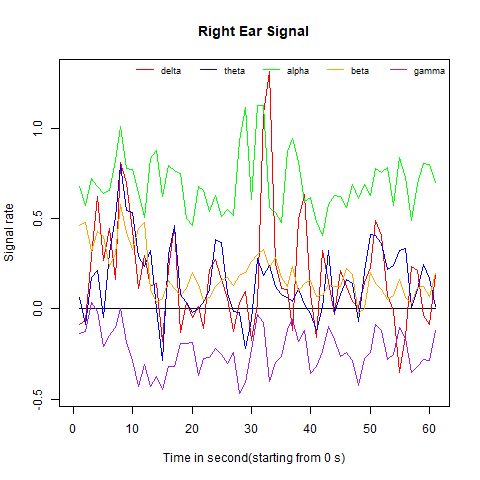 Right Ear Signal
delta theta alpha beta gamma
Signal rate
1.0
0.5
0.0
-0.5
0 10 20 30 40 50 60
Time in second(starting from 0 s)